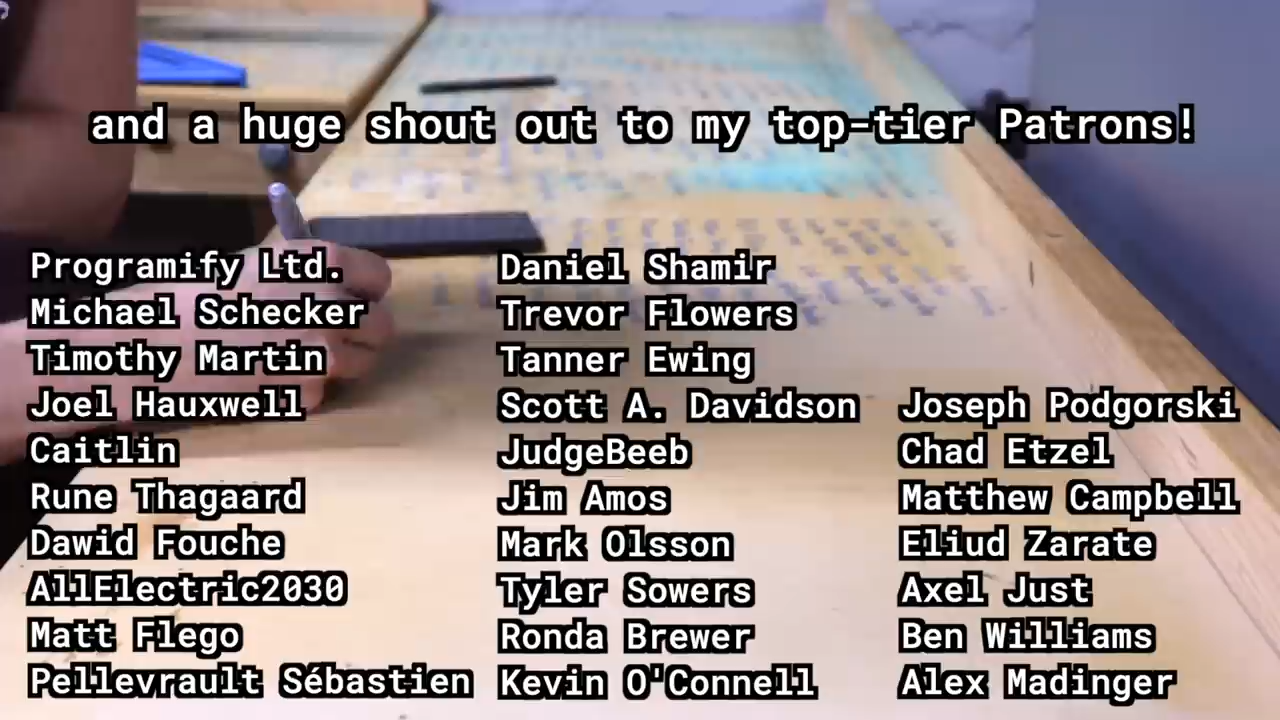 and a huge shout out to my top-tier Patrons!
Programify Ltd.
Michael Schecker
Timothy Martin
Joel Hauxwell
Caitlin
Rune Thagaard
Dawid Fouche
AllElectric2030
Matt Flego
Pellevrault Sébastien
Daniel Shamir
Trevor Flowers
Tanner Ewing
Scott A. Davidson
JudgeBeeb
Jim Amos
Mark Olsson
Tyler Sowers
Ronda Brewer
Kevin O'Connell
Joseph Podgorski
Chad Etzel
Matthew Campbell
Eliud Zarate
Axel Just
Ben Williams
Alex Madinger